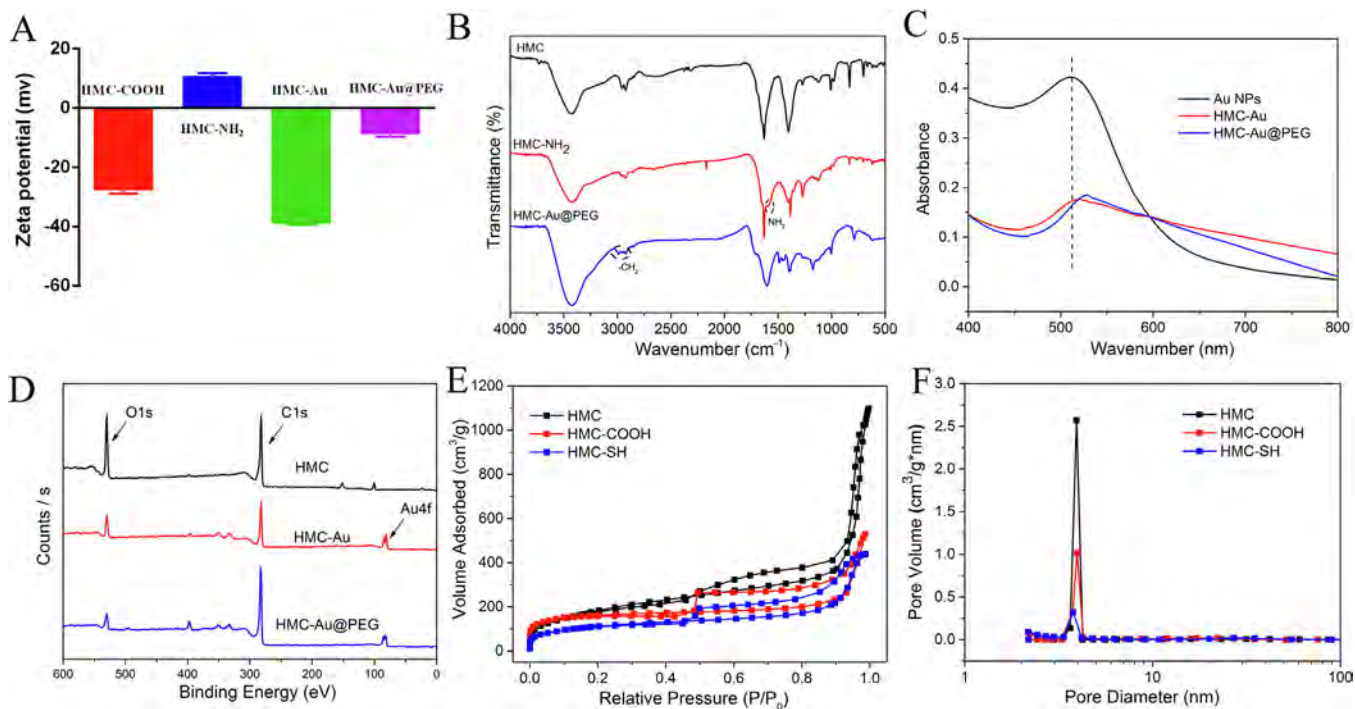 A
Zeta potential (mv)
20
0
-20
-40
-60
HMC-COOH
HMC-NH2
HMC-Au
HMC-Au@PEG
B
Transmittance (%)
HMC
HMC-NH2
NH2
HMC-Au@PEG
-CH2
4000 3500 3000 2500 2000 1500 1000 500
Wavenumber (cm-1)
C
Absorbance
0.5
0.4
0.3
0.2
0.1
0.0
Au NPs
HMC-Au
HMC-Au@PEG
400 500 600 700 800
Wavenumber (nm)
D
Counts / s
O1s
C1s
HMC
Au4f
HMC-Au
HMC-Au@PEG
600 500 400 300 200 100 0
Binding Energy (eV)
E
Volume Adsorbed (cm3/g)
1200
1000
800
600
400
200
0
HMC
HMC-COOH
HMC-SH
0.0 0.2 0.4 0.6 0.8 1.0
Relative Pressure (P/P0)
F
Pore Volume (cm3/g*nm)
3.0
2.5
2.0
1.5
1.0
0.5
0.0
HMC
HMC-COOH
HMC-SH
1 10 100
Pore Diameter (nm)